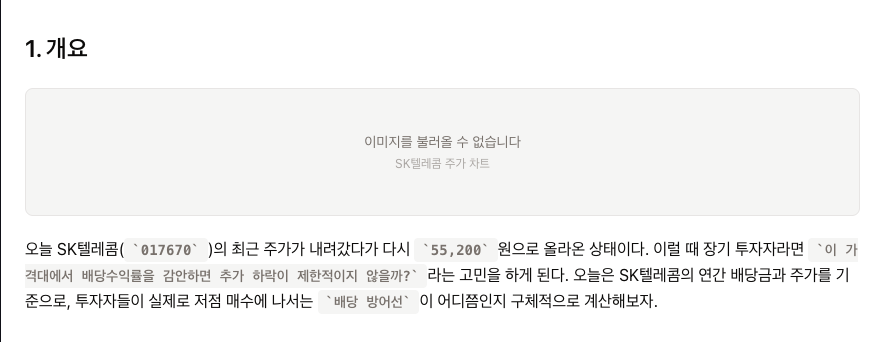 1. 개요
이미지를 불러올 수 없습니다
SK텔레콤 주가 차트
오늘 SK텔레콤( `017670` )의 최근 주가가 내려갔다가 다시 `55,200` 원으로 올라온 상태이다. 이럴 때 장기 투자자라면 `이 가
격대에서 배당수익률을 감안하면 추가 하락이 제한적이지 않을까?` 라는 고민을 하게 된다. 오늘은 SK텔레콤의 연간 배당금과 주가를 기
준으로, 투자자들이 실제로 저점 매수에 나서는 `배당 방어선` 이 어디쯤인지 구체적으로 계산해보자.